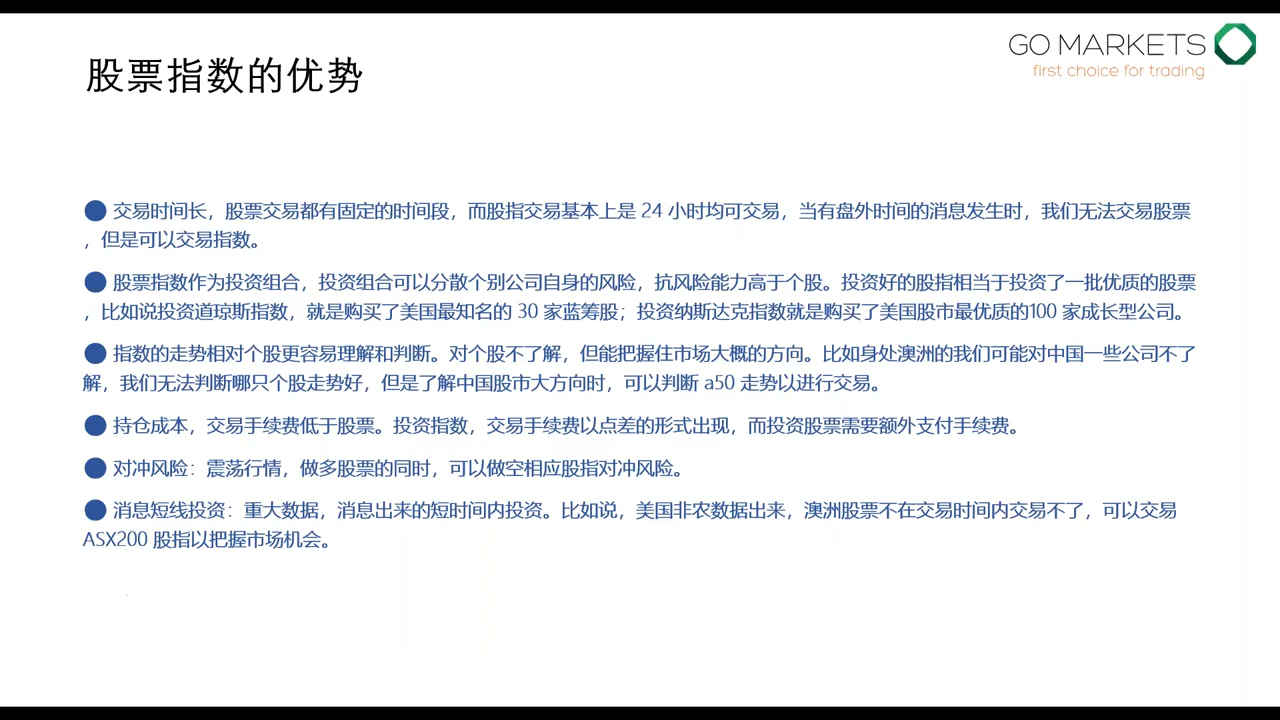 GO MARKETS
first choice for trading
股票指数的优势
● 交易时间长，股票交易都有固定的时间段，而股指交易基本上是 24 小时均可交易，当有盘外时间的消息发生时，我们无法交易股票
，但是可以交易指数。
● 股票指数作为投资组合，投资组合可以分散个别公司自身的风险，抗风险能力高于个股。投资好的股指相当于投资了一批优质的股票
，比如说投资道琼斯指数，就是购买了美国最知名的 30 家蓝筹股；投资纳斯达克指数就是购买了美国股市最优质的100 家成长型公司。
● 指数的走势相对个股更容易理解和判断。对个股不了解，但能把握住市场大概的方向。比如身处澳洲的我们可能对中国一些公司不了
解，我们无法判断哪只个股走势好，但是了解中国股市大方向时，可以判断 a50 走势以进行交易。
● 持仓成本，交易手续费低于股票。投资指数，交易手续费以点差的形式出现，而投资股票需要额外支付手续费。
● 对冲风险：震荡行情，做多股票的同时，可以做空相应股指对冲风险。
● 消息短线投资：重大数据，消息出来的短时间内投资。比如说，美国非农数据出来，澳洲股票不在交易时间内交易不了，可以交易
ASX200 股指以把握市场机会。